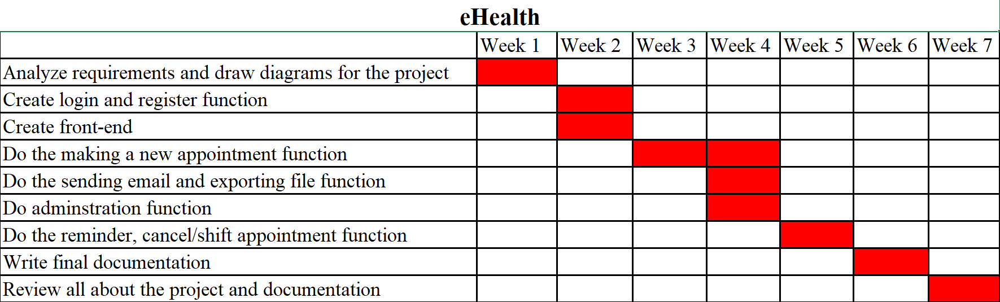 eHealth
Week 1 Week 2 Week 3 Week 4 Week 5 Week 6 Week 7
Analyze requirements and draw diagrams for the project
Create login and register function
Create front-end
Do the making a new appointment function
Do the sending email and exporting file function
Do adminstration function
Do the reminder, cancel/shift appointment function
Write final documentation
Review all about the project and documentation